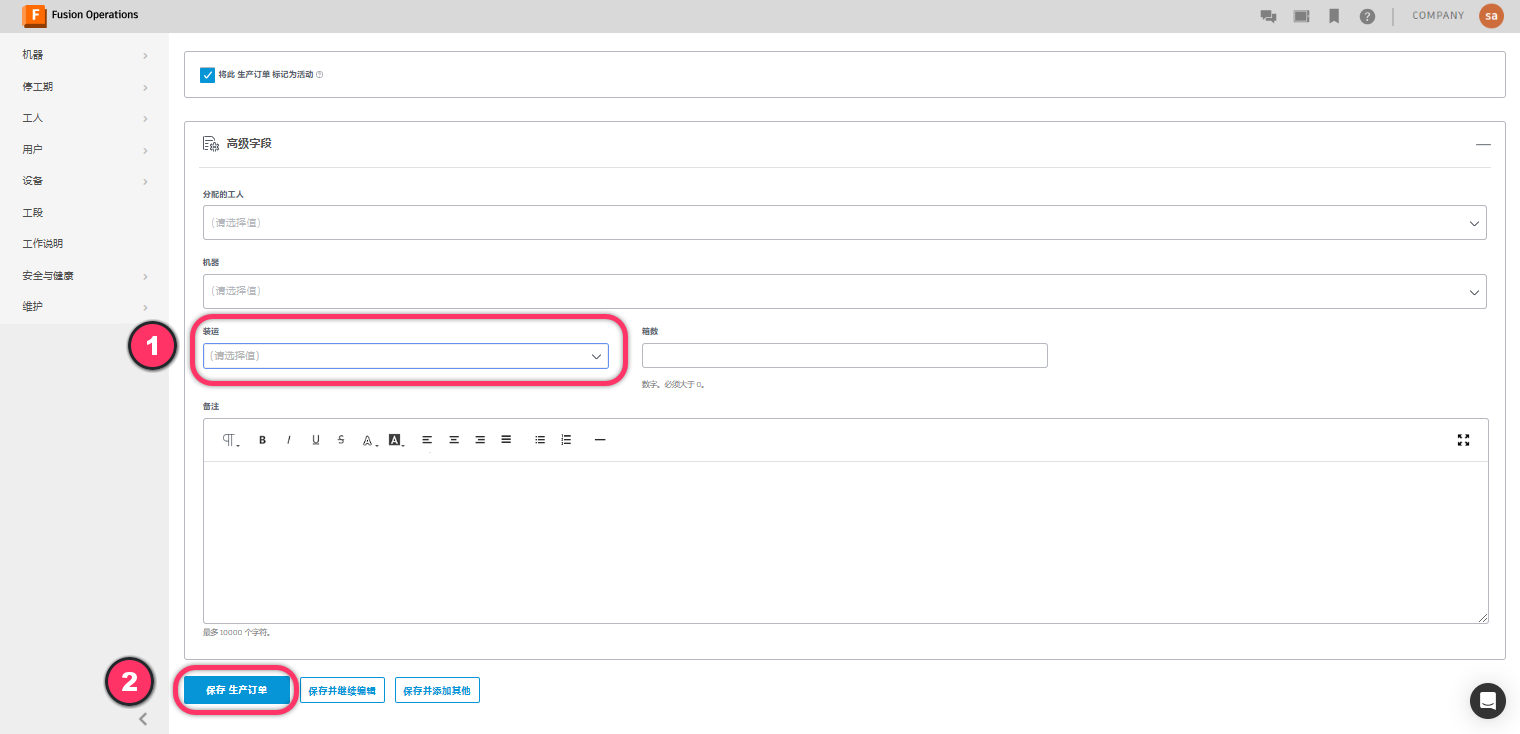 F Fusion Operations
COMPANY
sa
机器
停工期
工人
用户
设备
工段
工作说明
安全与健康
维护
将此 生产订单 标记为活动
高级字段
分配的工人
(请选择值)
机器
(请选择值)
1
装运
(请选择值)
箱数
数字。必须大于 0。
备注
B I U S A A
最多 10000 个字符。
2
保存 生产订单
保存并继续编辑
保存并添加其他